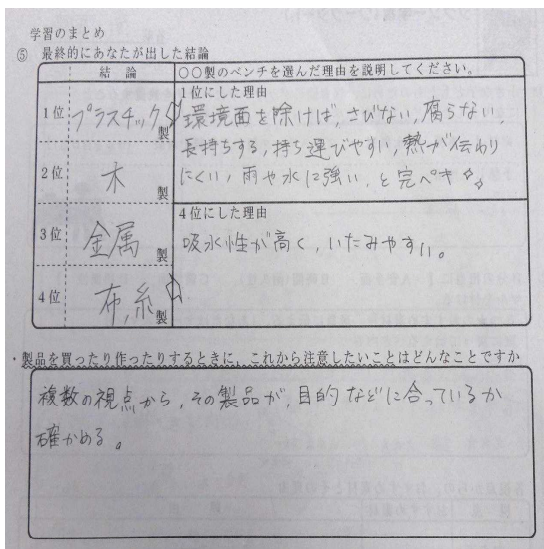 学習のまとめ
⑤ 最終的にあなたが出した結論
結論 ○○製のベンチを選んだ理由を説明してください。
1位 プラスチック製
1位にした理由
環境面を除けば、さびない、腐らない、
長持ちする、持ち運びやすい、熱が伝わり
にくい、雨や水に強い、と完ペキ
2位 木製
3位 金属製
4位 布、糸製
4位にした理由
吸水性が高く、いたみやすい。
・製品を買ったり作ったりするときに、これから注意したいことはどんなことですか
複数の視点から、その製品が、目的などに合っているか
確かめる。